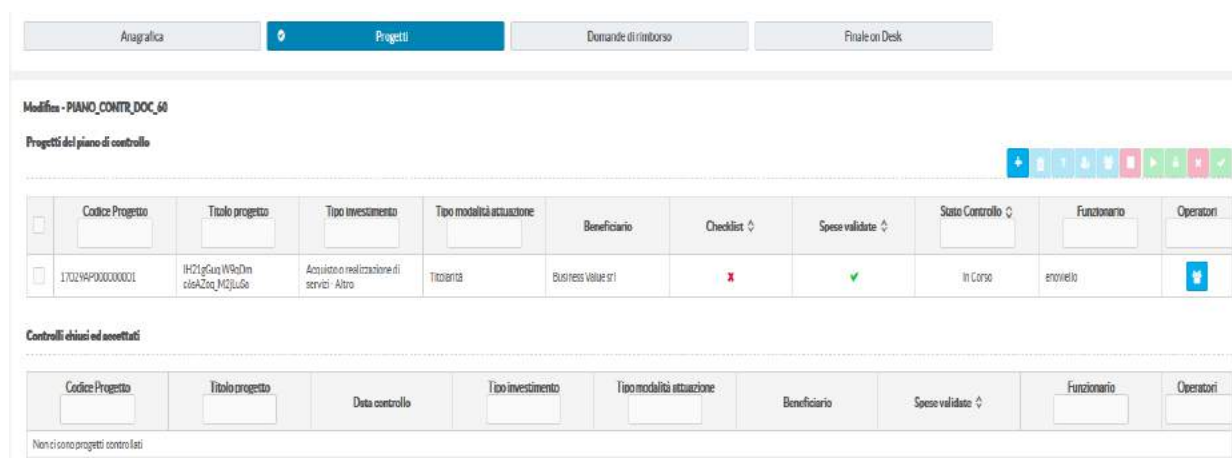 Anagrafica
Progetti
Domande di rimborso
Finale on Desk
Modifica - PIANO_CONTR_DOC_60
Progetti del piano di controllo
Codice Progetto
Titolo progetto
Tipo investimento
Tipo modalità attuazione
Beneficiario
Checklist
Spese validate
Stato Controllo
Funzionario
Operatori
17029AP000000001
Acquisto o realizzazione di
servizi - Altro
Titolarità
Business Value srl
In Corso
enoviello
Controlli chiusi ed accettati
Codice Progetto
Titolo progetto
Data controllo
Tipo investimento
Tipo modalità attuazione
Beneficiario
Spese validate
Funzionario
Operatori
Non ci sono progetti controllati